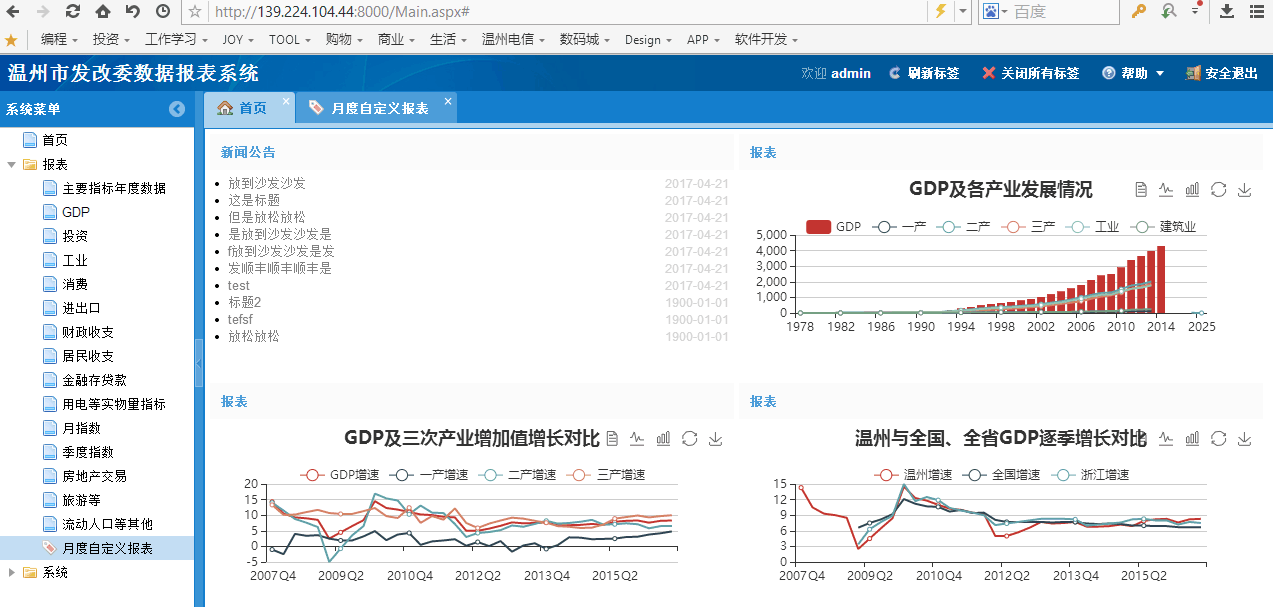 http://139.224.104.44:8000/Main.aspx#
百度
编程 投资 工作学习 JOY TOOL 购物 商业 生活 温州电信 数码城 Design APP 软件开发
温州市发改委数据报表系统
欢迎 admin 刷新标签 关闭所有标签 帮助 安全退出
系统菜单
首页 月度自定义报表
首页
报表
主要指标年度数据
GDP
投资
工业
消费
进出口
财政收支
居民收支
金融存贷款
用电等实物量指标
月指数
季度指数
房地产交易
旅游等
流动人口等其他
月度自定义报表
系统
新闻公告
放到沙发沙发 2017-04-21
这是标题 2017-04-21
但是放松放松 2017-04-21
是放到沙发沙发是 2017-04-21
f放到沙发沙发是发 2017-04-21
发顺丰顺丰顺丰是 2017-04-21
test 2017-04-21
标题2 1900-01-01
tefsf 1900-01-01
放松松松 1900-01-01
报表
GDP及各产业发展情况
GDP 一产 二产 三产 工业 建筑业
5,000
4,000
3,000
2,000
1,000
0
1978 1982 1986 1990 1994 1998 2002 2006 2010 2014 2025
报表
GDP及三次产业增加值增长对比
GDP增速 一产增速 二产增速 三产增速
20
15
10
5
0
-5
2007Q4 2009Q2 2010Q4 2012Q2 2013Q4 2015Q2
报表
温州与全国、全省GDP逐季增长对比
温州增速 全国增速 浙江增速
15
12
9
6
3
0
2007Q4 2009Q2 2010Q4 2012Q2 2013Q4 2015Q2